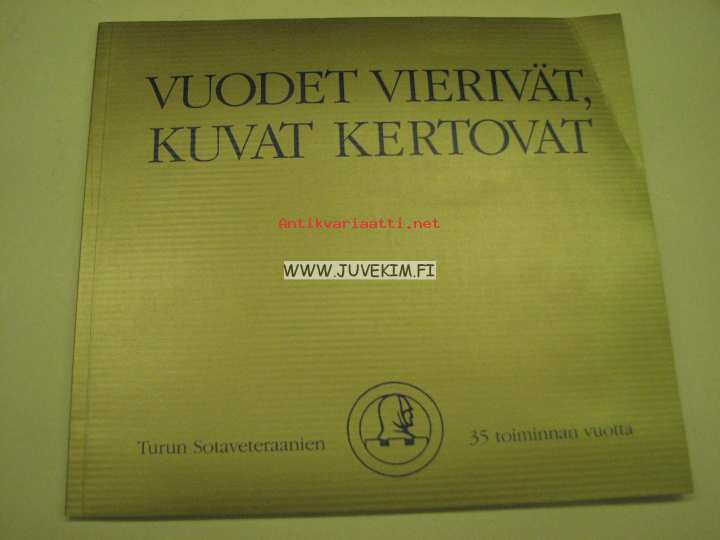 VUODET VIERIVÄT,
KUVAT KERTOVAT
Antikvariaatti.net
WWW.JUVEKIM.FI
Turun Sotaveteraanien 35 toiminnan vuotta